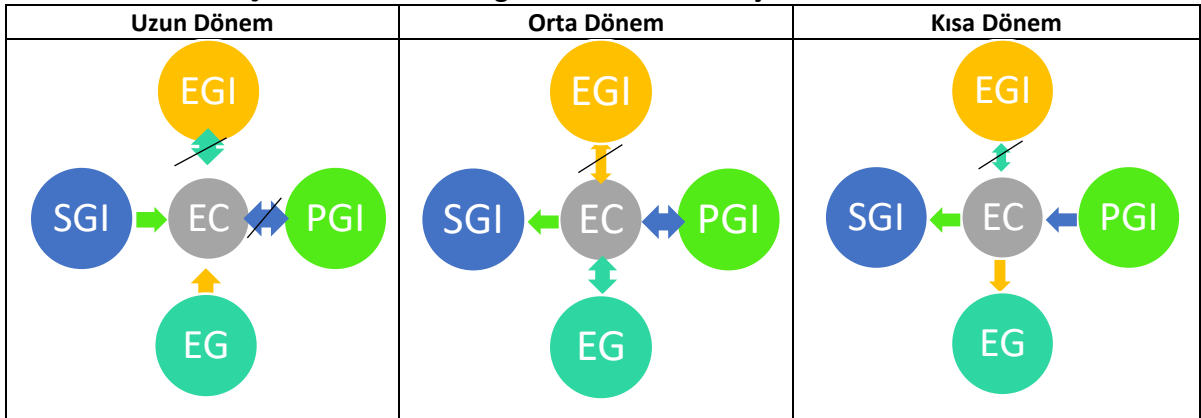 Uzun Dönem
Orta Dönem
Kısa Dönem
EGI
EGI
EGI
SGI
EC
PGI
SGI
EC
PGI
SGI
EC
PGI
EG
EG
EG